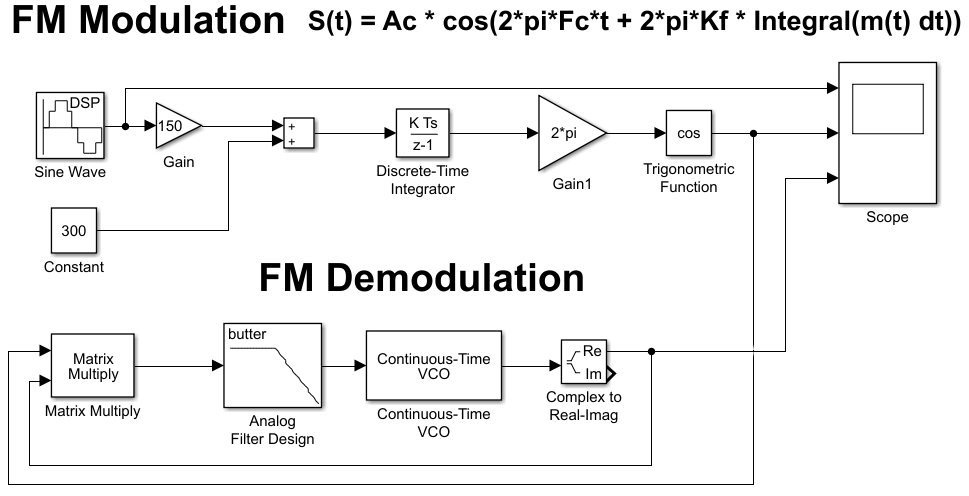 FM Modulation S(t) = Ac * cos(2*pi*Fc*t + 2*pi*Kf * Integral(m(t) dt))
DSP
Sine Wave
150
Gain
+
+
K Ts
z-1
Discrete-Time
Integrator
2*pi
Gain1
cos
Trigonometric
Function
Scope
300
Constant
FM Demodulation
Matrix
Multiply
Matrix Multiply
butter
Analog
Filter Design
Continuous-Time
VCO
Continuous-Time
VCO
Re
Im
Complex to
Real-Imag